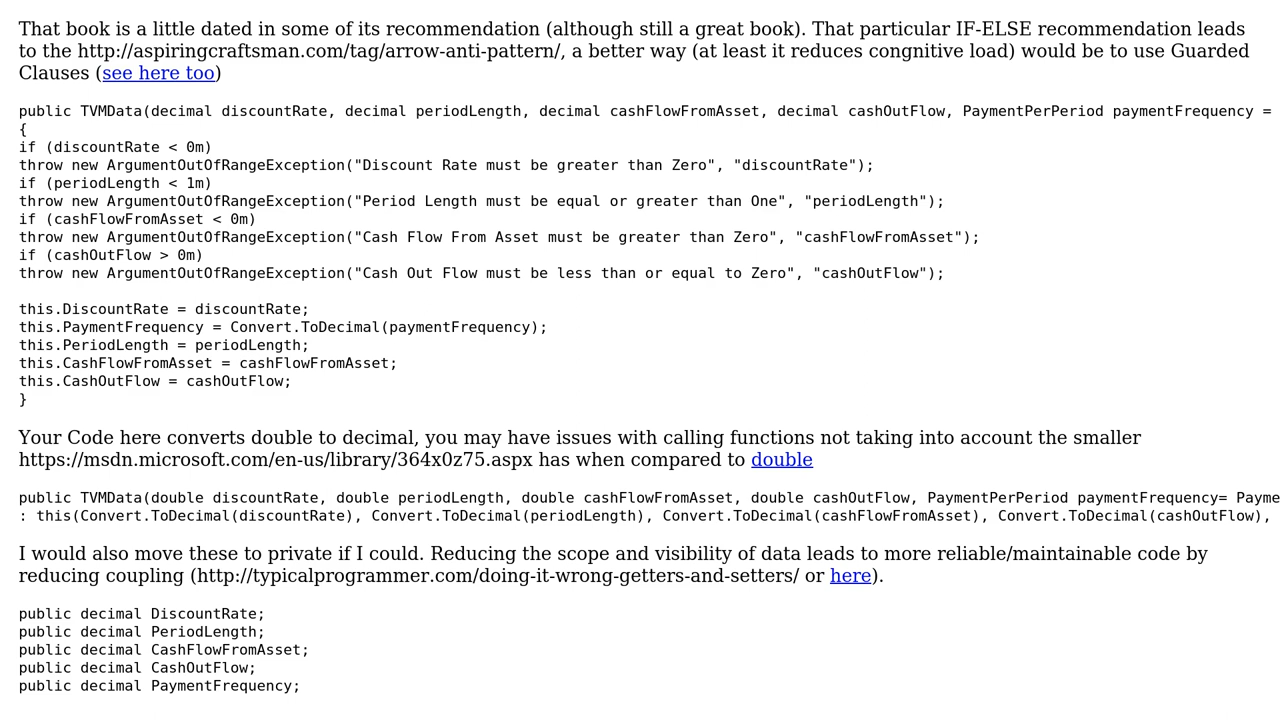 That book is a little dated in some of its recommendation (although still a great book). That particular IF-ELSE recommendation leads
to the http://aspiringcraftsman.com/tag/arrow-anti-pattern/, a better way (at least it reduces congnitive load) would be to use Guarded
Clauses (see here too)
public TVMData(decimal discountRate, decimal periodLength, decimal cashFlowFromAsset, decimal cashOutFlow, PaymentPerPeriod paymentFrequency =
{
if (discountRate < 0m)
throw new ArgumentOutOfRangeException("Discount Rate must be greater than Zero", "discountRate");
if (periodLength < 1m)
throw new ArgumentOutOfRangeException("Period Length must be equal or greater than One", "periodLength");
if (cashFlowFromAsset < 0m)
throw new ArgumentOutOfRangeException("Cash Flow From Asset must be greater than Zero", "cashFlowFromAsset");
if (cashOutFlow > 0m)
throw new ArgumentOutOfRangeException("Cash Out Flow must be less than or equal to Zero", "cashOutFlow");
this.DiscountRate = discountRate;
this.PaymentFrequency = Convert.ToDecimal(paymentFrequency);
this.PeriodLength = periodLength;
this.CashFlowFromAsset = cashFlowFromAsset;
this.CashOutFlow = cashOutFlow;
}
Your Code here converts double to decimal, you may have issues with calling functions not taking into account the smaller
https://msdn.microsoft.com/en-us/library/364x0z75.aspx has when compared to double
public TVMData(double discountRate, double periodLength, double cashFlowFromAsset, double cashOutFlow, PaymentPerPeriod paymentFrequency= Payme
: this(Convert.ToDecimal(discountRate), Convert.ToDecimal(periodLength), Convert.ToDecimal(cashFlowFromAsset), Convert.ToDecimal(cashOutFlow),
I would also move these to private if I could. Reducing the scope and visibility of data leads to more reliable/maintainable code by
reducing coupling (http://typicalprogrammer.com/doing-it-wrong-getters-and-setters/ or here).
public decimal DiscountRate;
public decimal PeriodLength;
public decimal CashFlowFromAsset;
public decimal CashOutFlow;
public decimal PaymentFrequency;